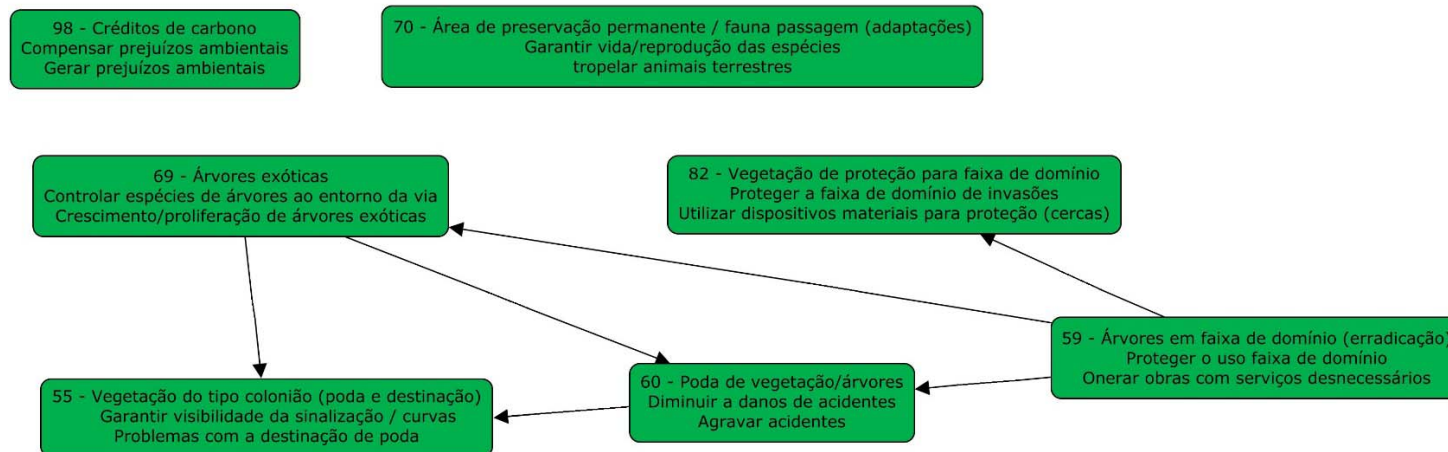 98 - Créditos de carbono
Compensar prejuízos ambientais
Gerar prejuízos ambientais
70 - Área de preservação permanente / fauna passagem (adaptações)
Garantir vida/reprodução das espécies
tropelar animais terrestres
69 - Árvores exóticas
Controlar espécies de árvores ao entorno da via
Crescimento/proliferação de árvores exóticas
82 - Vegetação de proteção para faixa de domínio
Proteger a faixa de domínio de invasões
Utilizar dispositivos materiais para proteção (cercas)
59 - Árvores em faixa de domínio (erradicação)
Proteger o uso faixa de domínio
Onerar obras com serviços desnecessários
55 - Vegetação do tipo colonião (poda e destinação)
Garantir visibilidade da sinalização / curvas
Problemas com a destinação de poda
60 - Poda de vegetação/árvores
Diminuir a danos de acidentes
Agravar acidentes